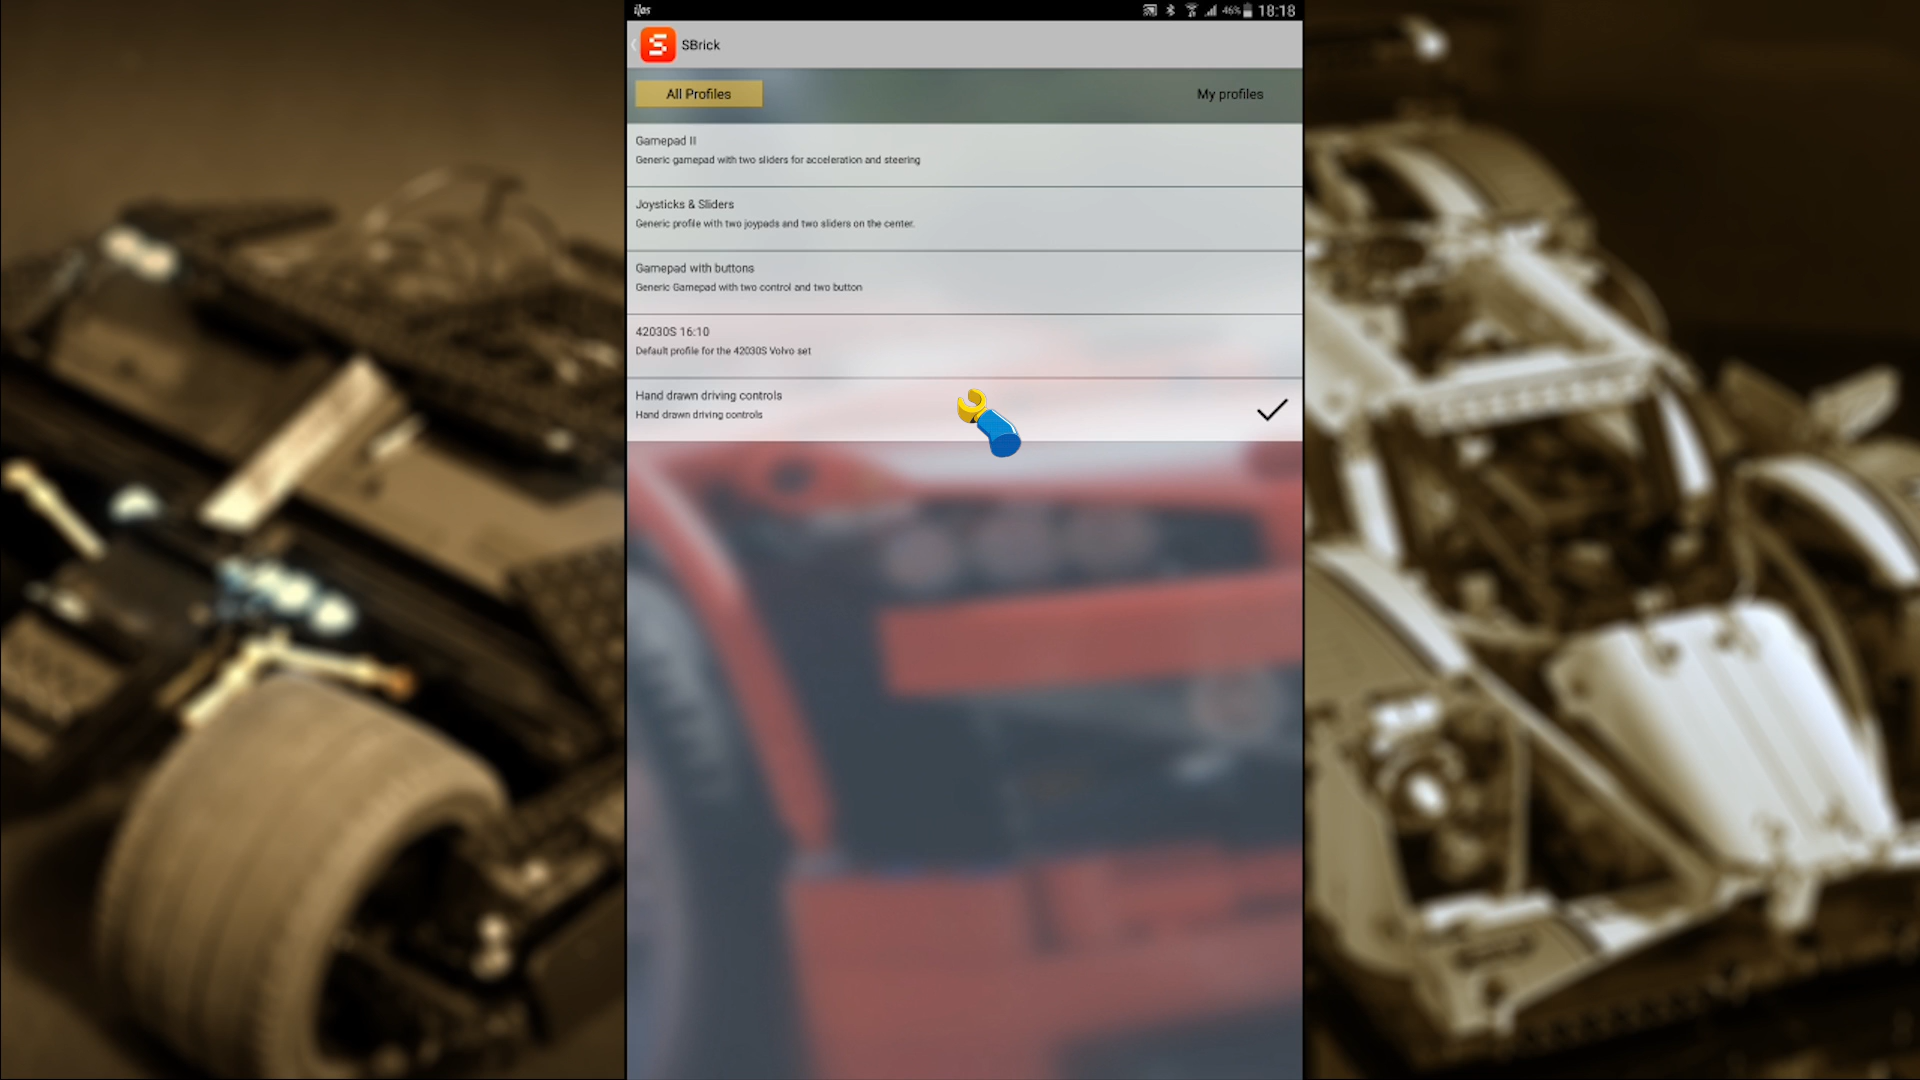 46% 18:18
SBrick
All Profiles
My profiles
Gamepad II
Generic gamepad with two sliders for acceleration and steering
Joysticks & Sliders
Generic profile with two joypads and two sliders on the center.
Gamepad with buttons
Generic Gamepad with two control and two button
42030S 16:10
Default profile for the 42030S Volvo set
Hand drawn driving controls
Hand drawn driving controls